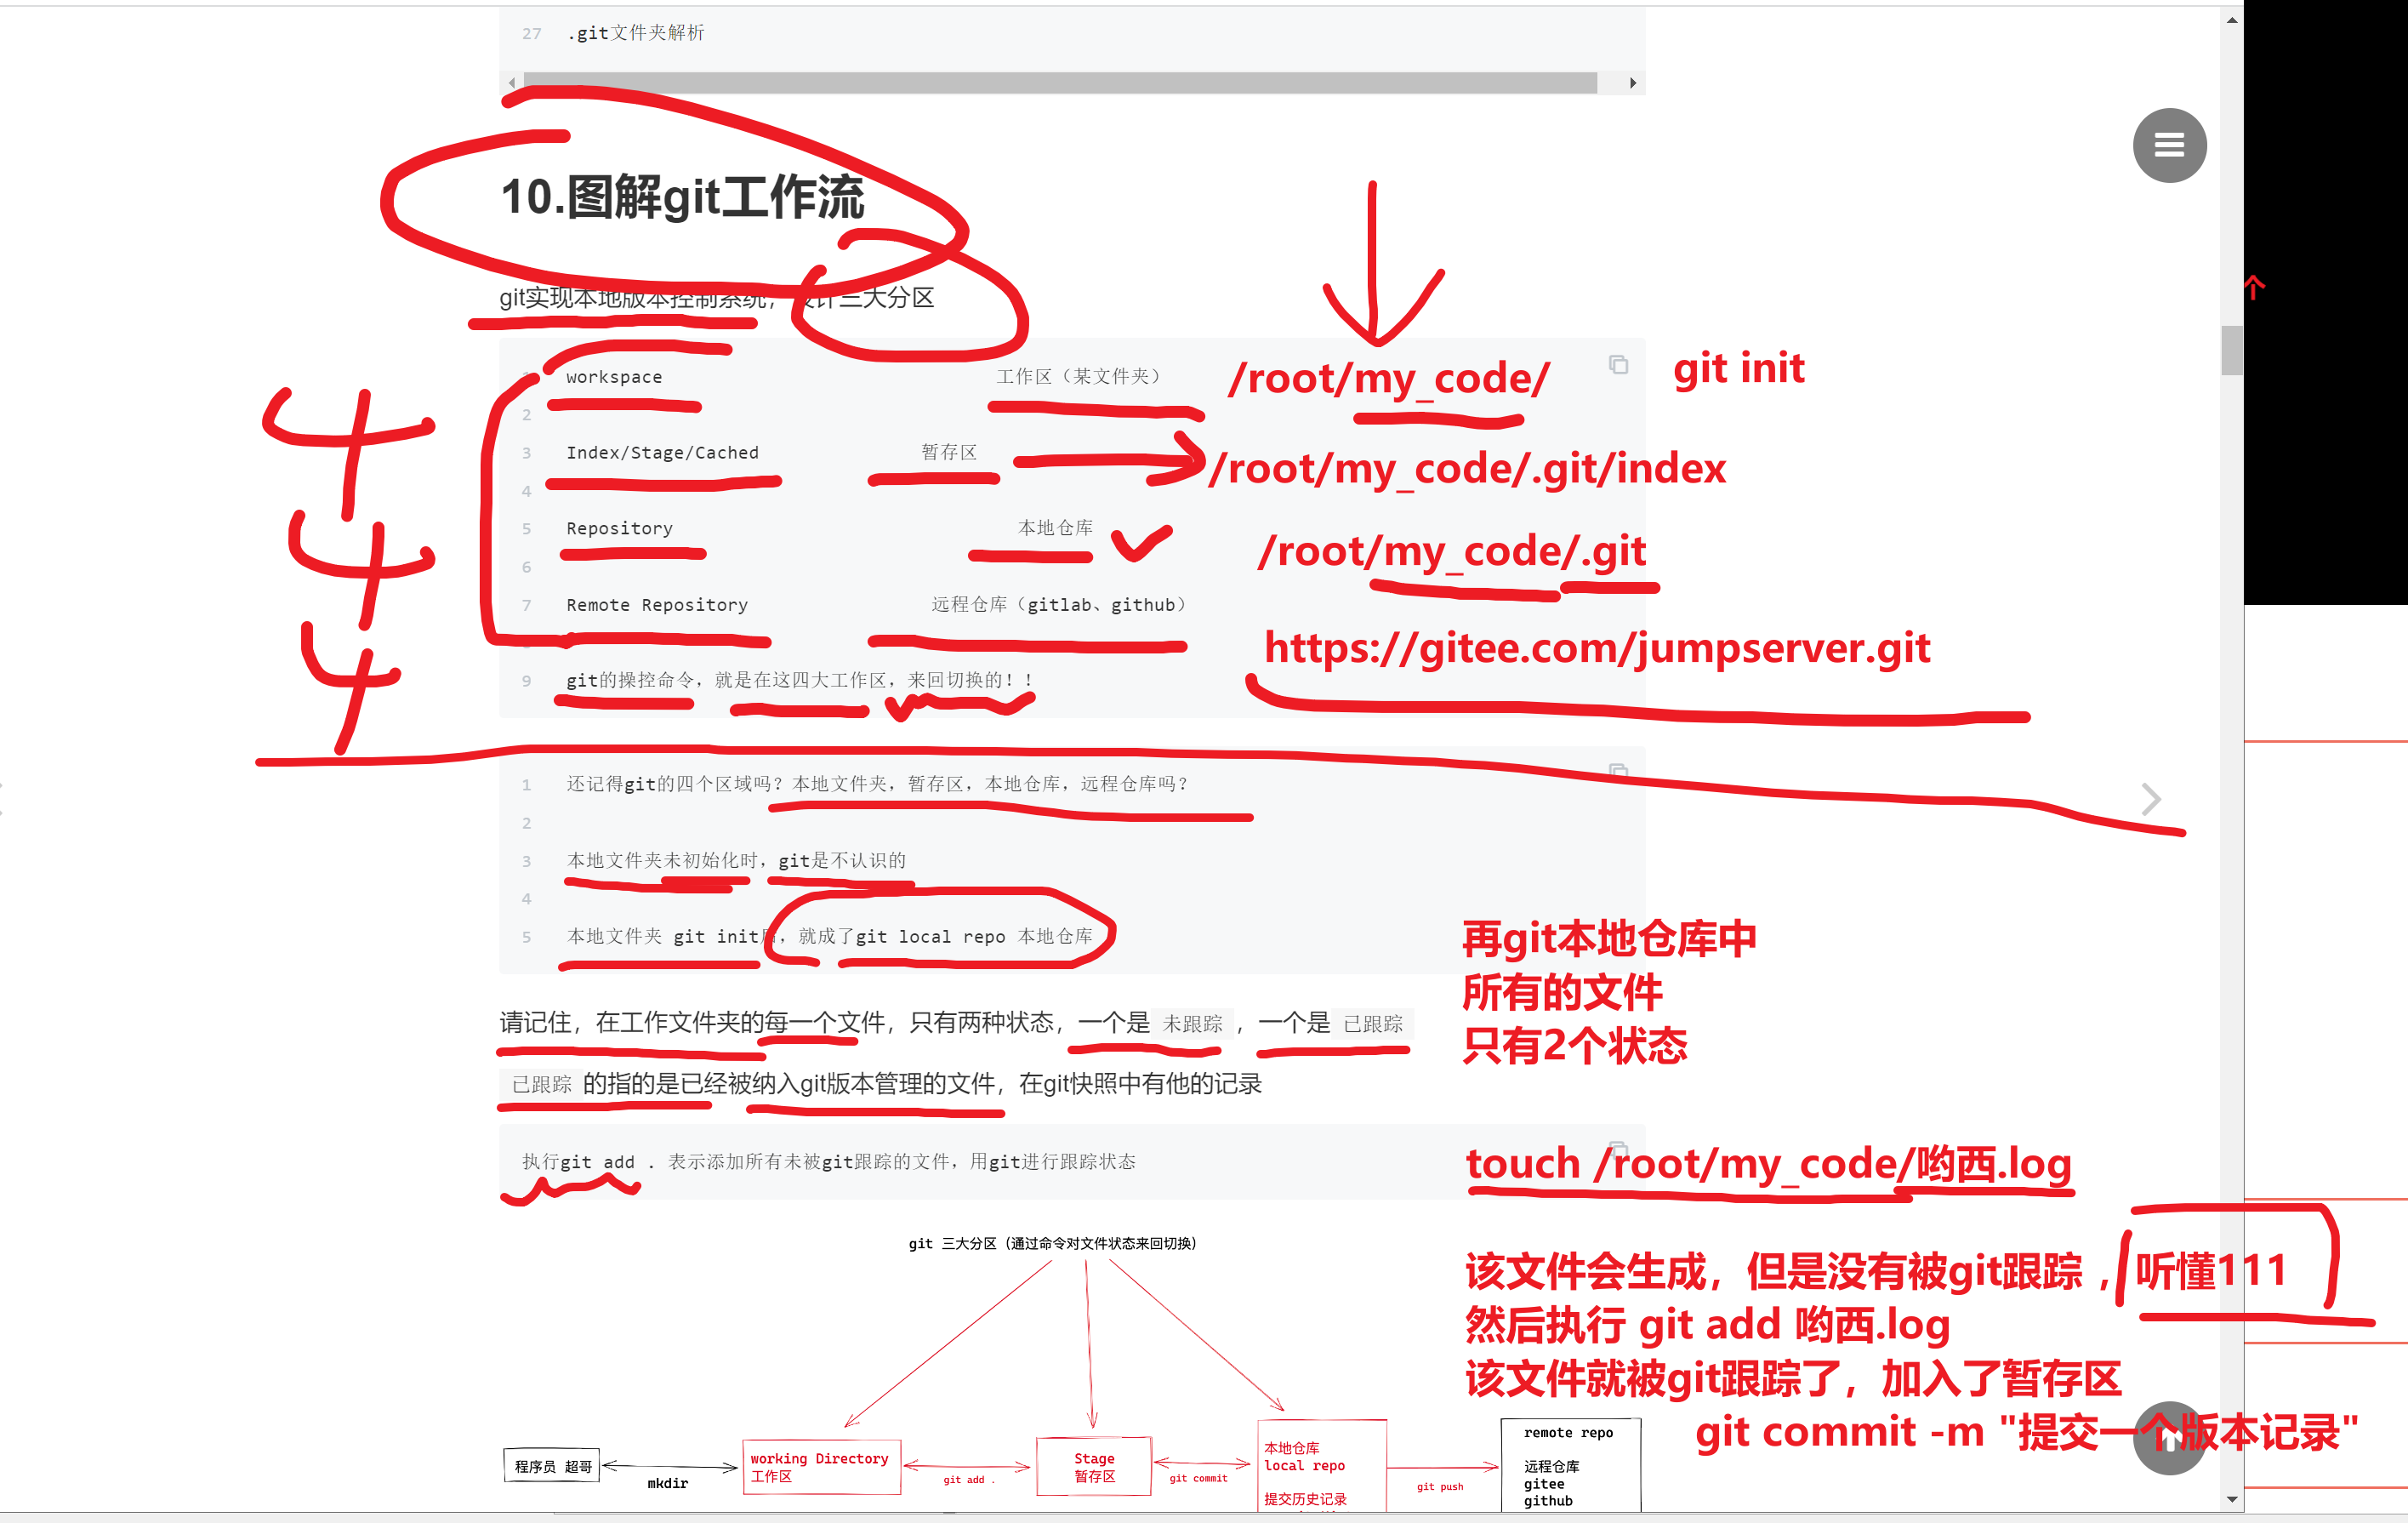 27 .git文件夹解析
10.图解git工作流
git实现本地版本控制系统，设计三大分区
个
git init
workspace 工作区（某文件夹） /root/my_code/
2
3 Index/Stage/Cached 暂存区 /root/my_code/.git/index
4
5 Repository 本地仓库 /root/my_code/.git
6
7 Remote Repository 远程仓库（gitlab、github）
https://gitee.com/jumpserver.git
9 git的操控命令，就是在这四大工作区，来回切换的！！
1 还记得git的四个区域吗？本地文件夹，暂存区，本地仓库，远程仓库吗？
2
3 本地文件夹未初始化时，git是不认识的
4
5 本地文件夹 git init后，就成了git local repo 本地仓库
再git本地仓库中
所有的文件
只有2个状态
请记住，在工作文件夹的每一个文件，只有两种状态，一个是 未跟踪 ，一个是 已跟踪
已跟踪 的指的是已经被纳入git版本管理的文件，在git快照中有他的记录
执行git add . 表示添加所有未被git跟踪的文件，用git进行跟踪状态
touch /root/my_code/哟西.log
该文件会生成，但是没有被git跟踪 ，听懂111
然后执行 git add 哟西.log
该文件就被git跟踪了，加入了暂存区
git commit -m "提交一个版本记录"
git 三大分区（通过命令对文件状态来回切换）
程序员 超哥
mkdir
working Directory
工作区
git add .
Stage
暂存区
git commit
本地仓库
local repo
提交历史记录
git push
remote repo
远程仓库
gitee
github